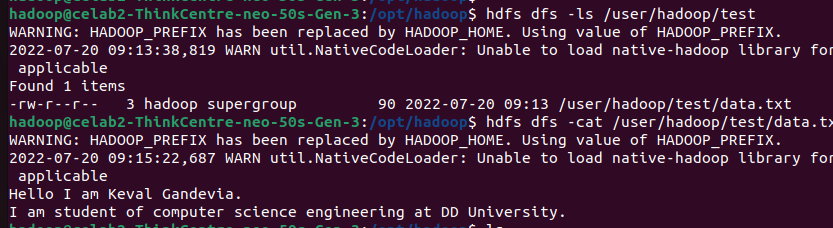 hadoop@celab2-ThinkCentre-neo-50s-Gen-3:/opt/hadoop$ hdfs dfs -ls /user/hadoop/test
WARNING: HADOOP_PREFIX has been replaced by HADOOP_HOME. Using value of HADOOP_PREFIX.
2022-07-20 09:13:38,819 WARN util.NativeCodeLoader: Unable to load native-hadoop library for
 applicable
Found 1 items
-rw-r--r--   3 hadoop supergroup         90 2022-07-20 09:13 /user/hadoop/test/data.txt
hadoop@celab2-ThinkCentre-neo-50s-Gen-3:/opt/hadoop$ hdfs dfs -cat /user/hadoop/test/data.tx
WARNING: HADOOP_PREFIX has been replaced by HADOOP_HOME. Using value of HADOOP_PREFIX.
2022-07-20 09:15:22,687 WARN util.NativeCodeLoader: Unable to load native-hadoop library for
 applicable
Hello I am Keval Gandevia.
I am student of computer science engineering at DD University.